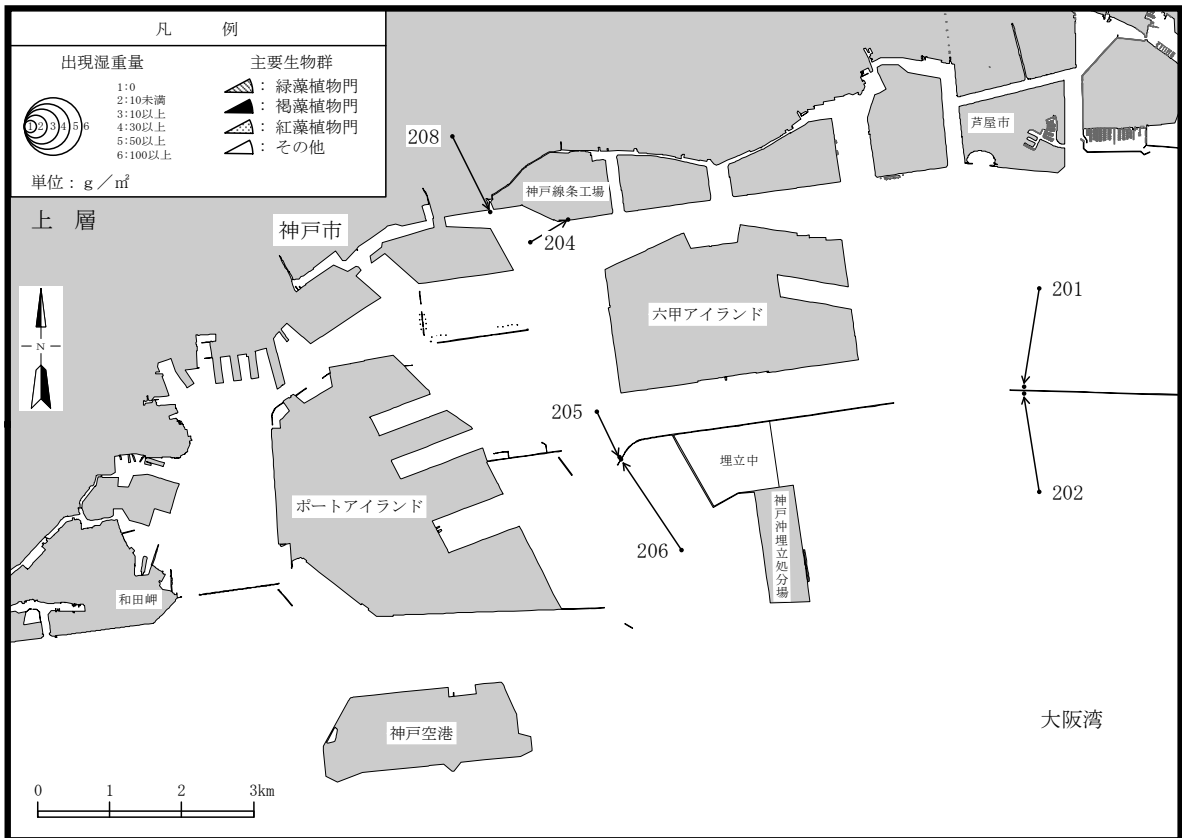 凡 例
出現湿重量
1:0
2:10未満
3:10以上
4:30以上
5:50以上
6:100以上
1 2 3 4 5 6
単位：g／㎡
主要生物群
：緑藻植物門
：褐藻植物門
：紅藻植物門
：その他
上 層
208
神戸線条工場
芦屋市
神戸市
204
N
六甲アイランド
201
205
埋立中
ポートアイランド
神戸沖埋立処分場
202
206
和田岬
神戸空港
大阪湾
0 1 2 3km